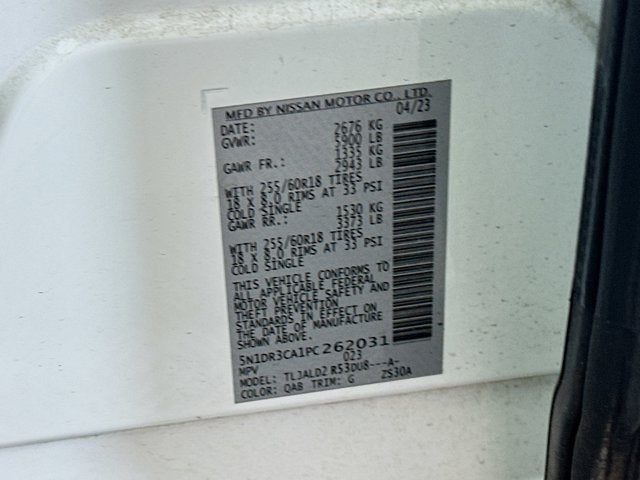 MFD BY NISSAN MOTOR CO., LTD.
DATE: 04/23
GVWR: 2676 KG
5900 LB
GAWR FR.: 1335 KG
2943 LB
WITH 255/60R18 TIRES
18 X 8.0 RIMS AT 33 PSI
COLD SINGLE
GAWR RR.: 1530 KG
3373 LB
WITH 255/60R18 TIRES
18 X 8.0 RIMS AT 33 PSI
COLD SINGLE
THIS VEHICLE CONFORMS TO
ALL APPLICABLE FEDERAL
MOTOR VEHICLE SAFETY AND
THEFT PREVENTION
STANDARDS IN EFFECT ON
THE DATE OF MANUFACTURE
SHOWN ABOVE.
5N1DR3CA1PC262031
MPV 023
MODEL: TL3ALD2 R53DU8---A-
COLOR: QAB TRIM: G ZS30A